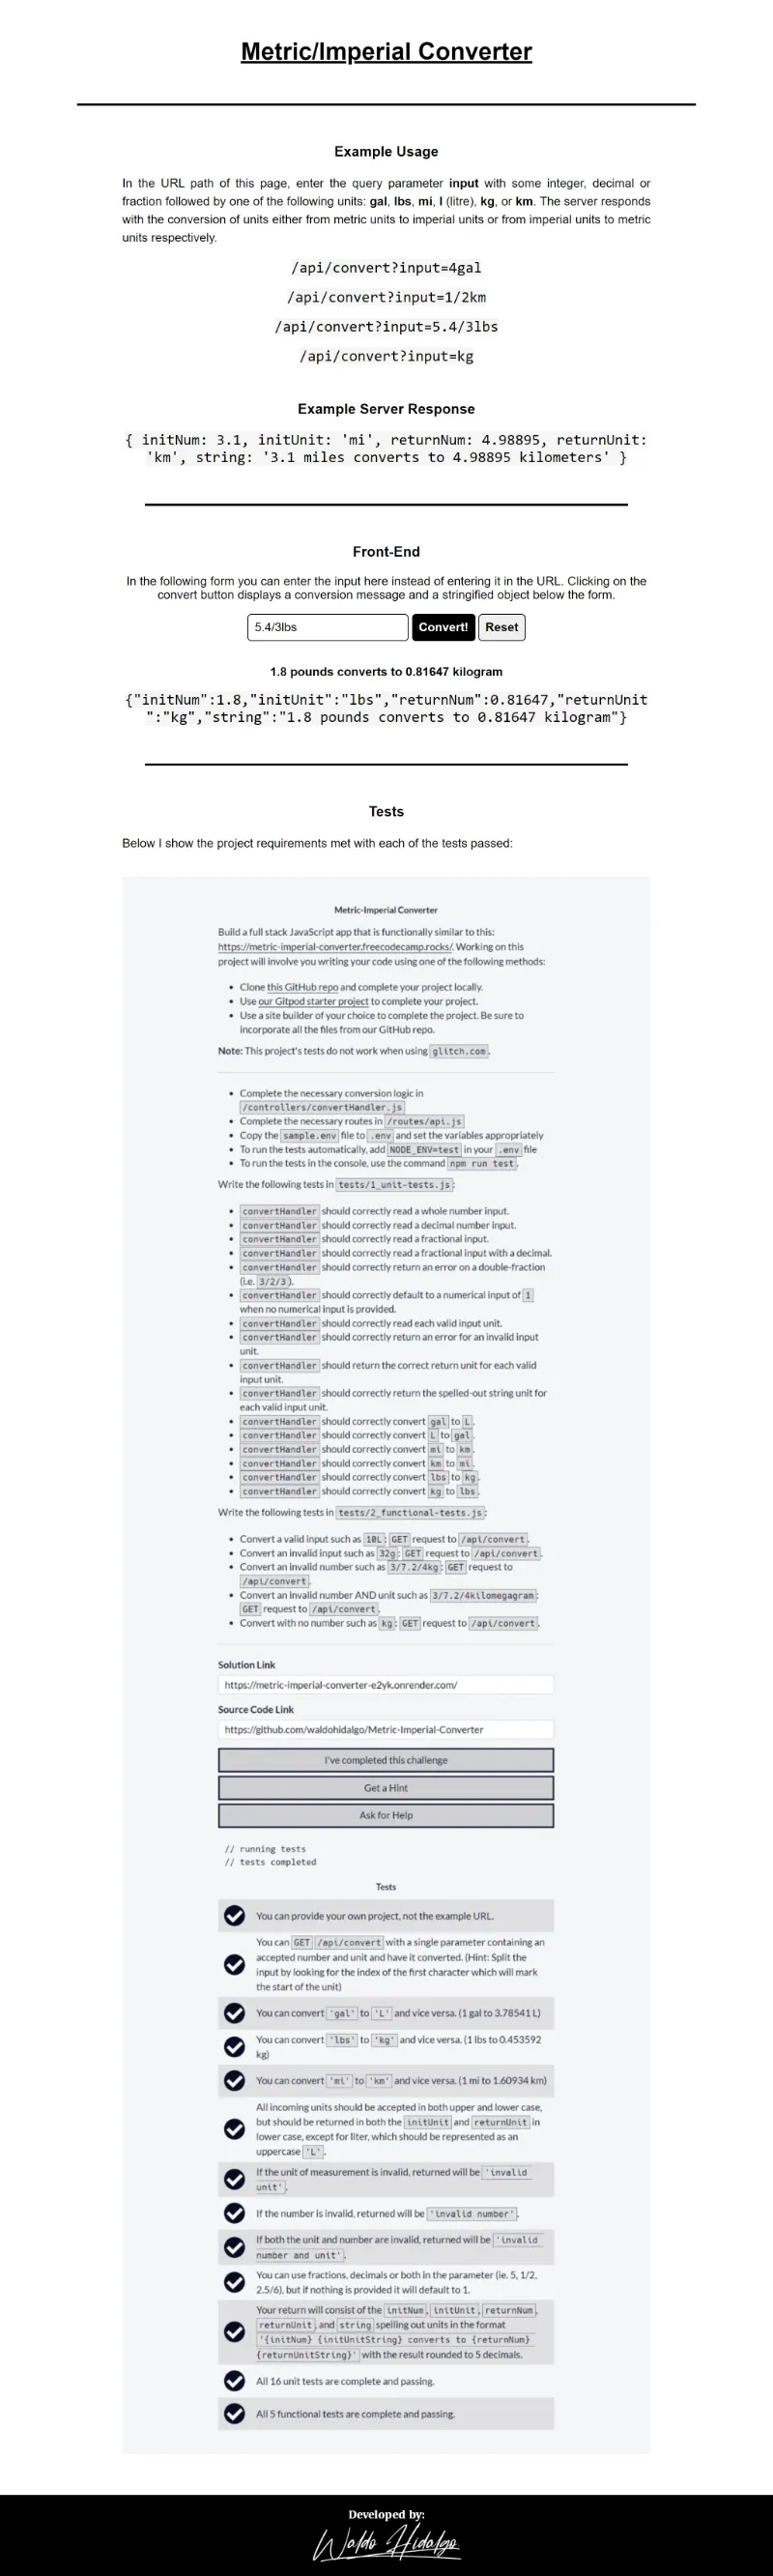 Metric/Imperial Converter
Example Usage
In the URL path of this page, enter the query parameter input with some integer, decimal or
fraction followed by one of the following units: gal, lbs, mi, l (litre), kg, or km. The server responds
with the conversion of units either from metric units to imperial units or from imperial units to metric
units respectively.
/api/convert?input=4gal
/api/convert?input=1/2km
/api/convert?input=5.4/3lbs
/api/convert?input=kg
Example Server Response
{ initNum: 3.1, initUnit: 'mi', returnNum: 4.98895, returnUnit:
'km', string: '3.1 miles converts to 4.98895 kilometers' }
Front-End
In the following form you can enter the input here instead of entering it in the URL. Clicking on the
convert button displays a conversion message and a stringified object below the form.
5.4/3lbs Convert! Reset
1.8 pounds converts to 0.81647 kilogram
{"initNum":1.8,"initUnit":"lbs","returnNum":0.81647,"returnUnit
":"kg","string":"1.8 pounds converts to 0.81647 kilogram"}
Tests
Below I show the project requirements met with each of the tests passed:
Metric-Imperial Converter
Build a full stack JavaScript app that is functionally similar to this:
https://metric-imperial-converter.freecodecamp.rocks/. Working on this
project will involve you writing your code using one of the following methods:
• Clone this GitHub repo and complete your project locally.
• Use our Gitpod starter project to complete your project.
• Use a site builder of your choice to complete the project. Be sure to
incorporate all the files from our GitHub repo.
Note: This project's tests do not work when using glitch.com.
• Complete the necessary conversion logic in
/controllers/convertHandler.js
• Complete the necessary routes in /routes/api.js
• Copy the sample.env file to .env and set the variables appropriately
• To run the tests automatically, add NODE_ENV=test in your .env file
• To run the tests in the console, use the command npm run test.
Write the following tests in tests/1_unit-tests.js:
• convertHandler should correctly read a whole number input.
• convertHandler should correctly read a decimal number input.
• convertHandler should correctly read a fractional input.
• convertHandler should correctly read a fractional input with a decimal.
• convertHandler should correctly return an error on a double-fraction
(i.e. 3/2/3).
• convertHandler should correctly default to a numerical input of 1
when no numerical input is provided.
• convertHandler should correctly read each valid input unit.
• convertHandler should correctly return an error for an invalid input
unit.
• convertHandler should return the correct return unit for each valid
input unit.
• convertHandler should correctly return the spelled-out string unit for
each valid input unit.
• convertHandler should correctly convert gal to L.
• convertHandler should correctly convert L to gal.
• convertHandler should correctly convert mi to km.
• convertHandler should correctly convert km to mi.
• convertHandler should correctly convert lbs to kg.
• convertHandler should correctly convert kg to lbs.
Write the following tests in tests/2_functional-tests.js:
• Convert a valid input such as 10L: GET request to /api/convert.
• Convert an invalid input such as 32g: GET request to /api/convert.
• Convert an invalid number such as 3/7.2/4kg: GET request to
/api/convert.
• Convert an invalid number AND unit such as 3/7.2/4kilomegagram:
GET request to /api/convert.
• Convert with no number such as kg: GET request to /api/convert.
Solution Link
https://metric-imperial-converter-e2yk.onrender.com/
Source Code Link
https://github.com/waldohidalgo/Metric-Imperial-Converter
I've completed this challenge
Get a Hint
Ask for Help
// running tests
// tests completed
Tests
You can provide your own project, not the example URL.
You can GET /api/convert with a single parameter containing an
accepted number and unit and have it converted. (Hint: Split the
input by looking for the index of the first character which will mark
the start of the unit)
You can convert 'gal' to 'L' and vice versa. (1 gal to 3.78541 L)
You can convert 'lbs' to 'kg' and vice versa. (1 lbs to 0.453592
kg)
You can convert 'mi' to 'km' and vice versa. (1 mi to 1.60934 km)
All incoming units should be accepted in both upper and lower case,
but should be returned in both the initUnit and returnUnit in
lower case, except for liter, which should be represented as an
uppercase 'L'.
If the unit of measurement is invalid, returned will be 'invalid
unit'.
If the number is invalid, returned will be 'invalid number'.
If both the unit and number are invalid, returned will be 'invalid
number and unit'.
You can use fractions, decimals or both in the parameter (ie. 5, 1/2,
2.5/6), but if nothing is provided it will default to 1.
Your return will consist of the initNum, initUnit, returnNum,
returnUnit, and string spelling out units in the format
'{initNum} {initUnitString} converts to {returnNum}
{returnUnitString}' with the result rounded to 5 decimals.
All 16 unit tests are complete and passing.
All 5 functional tests are complete and passing.
Developed by:
Waldo Hidalgo